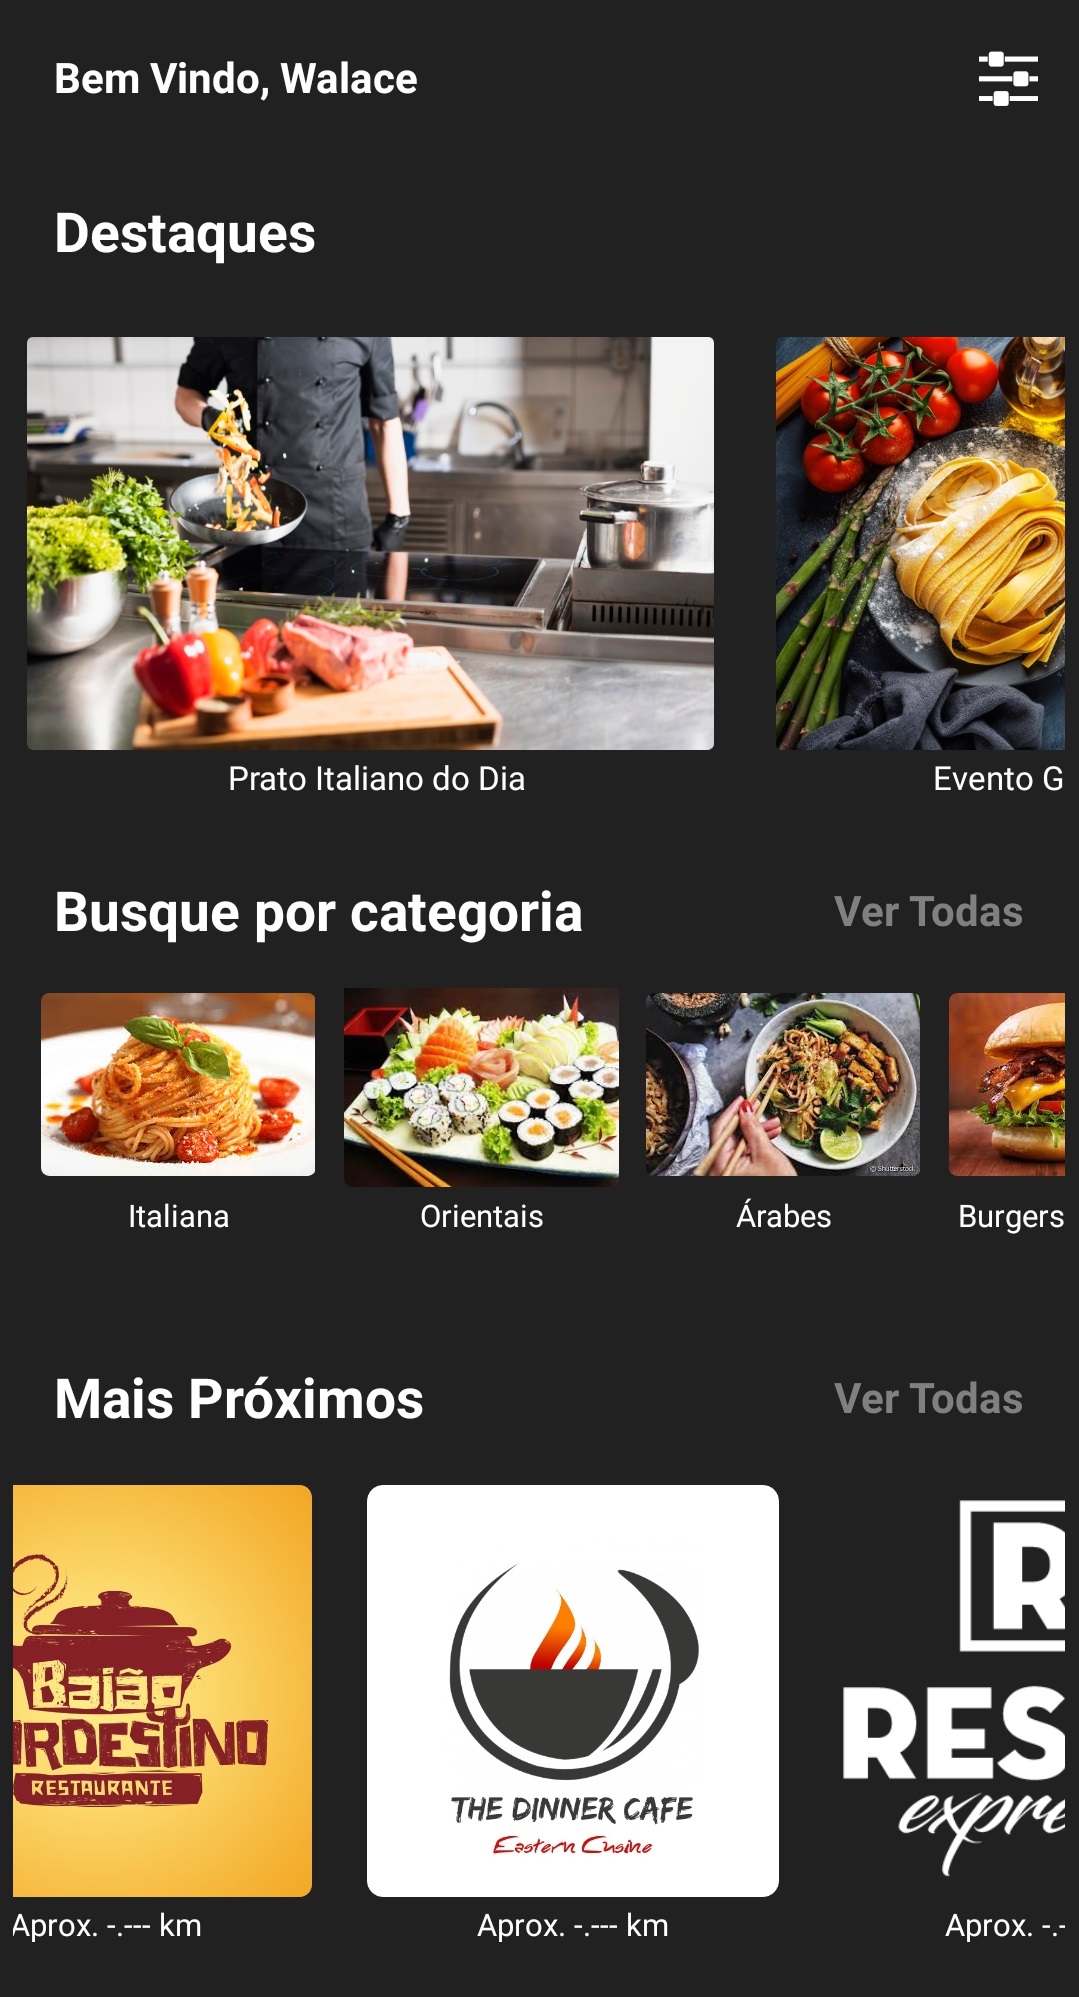 Bem Vindo, Walace
Destaques
Prato Italiano do Dia
Evento G
Busque por categoria
Ver Todas
© Shutterstock
Italiana
Orientais
Árabes
Burgers
Mais Próximos
Ver Todas
Baião
RDESTINO
RESTAURANTE
THE DINNER CAFE
Eastern Cusine
R
RES
expre
Aprox. -.--- km
Aprox. -.--- km
Aprox. -.-